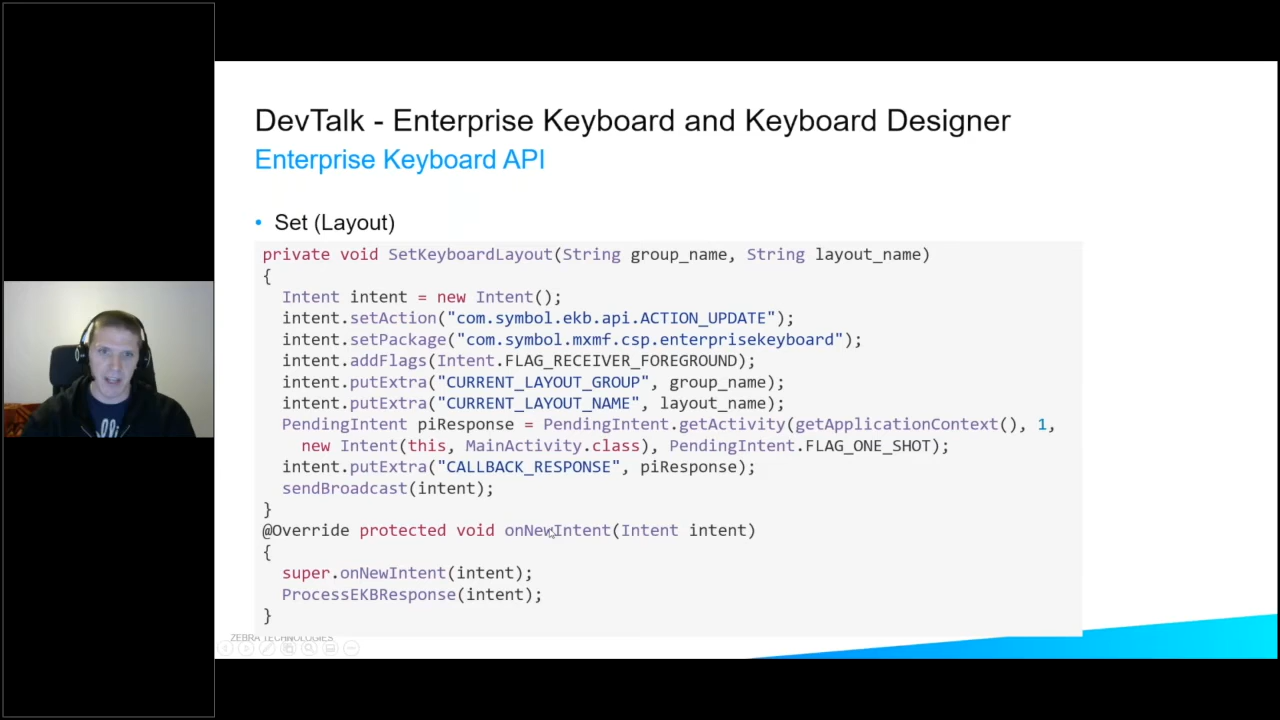 DevTalk - Enterprise Keyboard and Keyboard Designer
Enterprise Keyboard API
• Set (Layout)
private void SetKeyboardLayout(String group_name, String layout_name)
{
Intent intent = new Intent();
intent.setAction("com.symbol.ekb.api.ACTION_UPDATE");
intent.setPackage("com.symbol.mxmf.csp.enterprisekeyboard");
intent.addFlags(Intent.FLAG_RECEIVER_FOREGROUND);
intent.putExtra("CURRENT_LAYOUT_GROUP", group_name);
intent.putExtra("CURRENT_LAYOUT_NAME", layout_name);
PendingIntent piResponse = PendingIntent.getActivity(getApplicationContext(), 1,
new Intent(this, MainActivity.class), PendingIntent.FLAG_ONE_SHOT);
intent.putExtra("CALLBACK_RESPONSE", piResponse);
sendBroadcast(intent);
}
@Override protected void onNewIntent(Intent intent)
{
super.onNewIntent(intent);
ProcessEKBResponse(intent);
}
ZEBRA TECHNOLOGIES